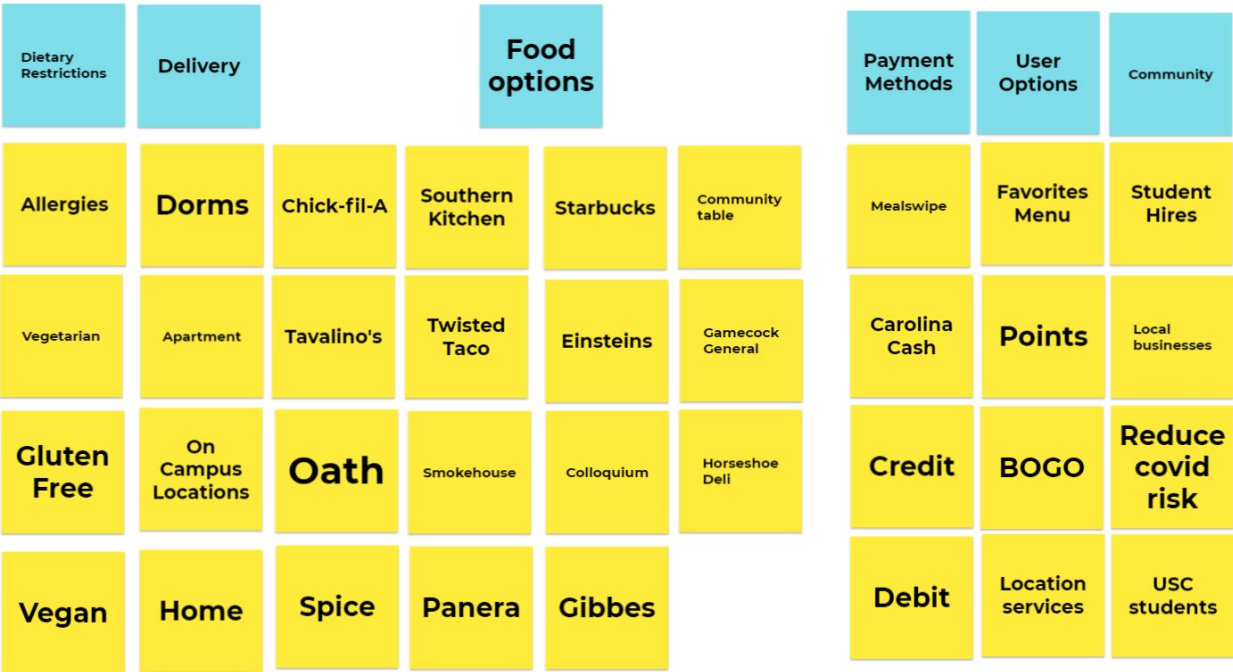 Dietary
Restrictions
Delivery
Food
options
Payment
Methods
User
Options
Community
Allergies
Dorms
Chick-fil-A
Southern
Kitchen
Starbucks
Community
table
Mealswipe
Favorites
Menu
Student
Hires
Vegetarian
Apartment
Tavalino's
Twisted
Taco
Einsteins
Gamecock
General
Carolina
Cash
Points
Local
businesses
Gluten
Free
On
Campus
Locations
Oath
Smokehouse
Colloquium
Horseshoe
Deli
Credit
BOGO
Reduce
covid
risk
Vegan
Home
Spice
Panera
Gibbes
Debit
Location
services
USC
students